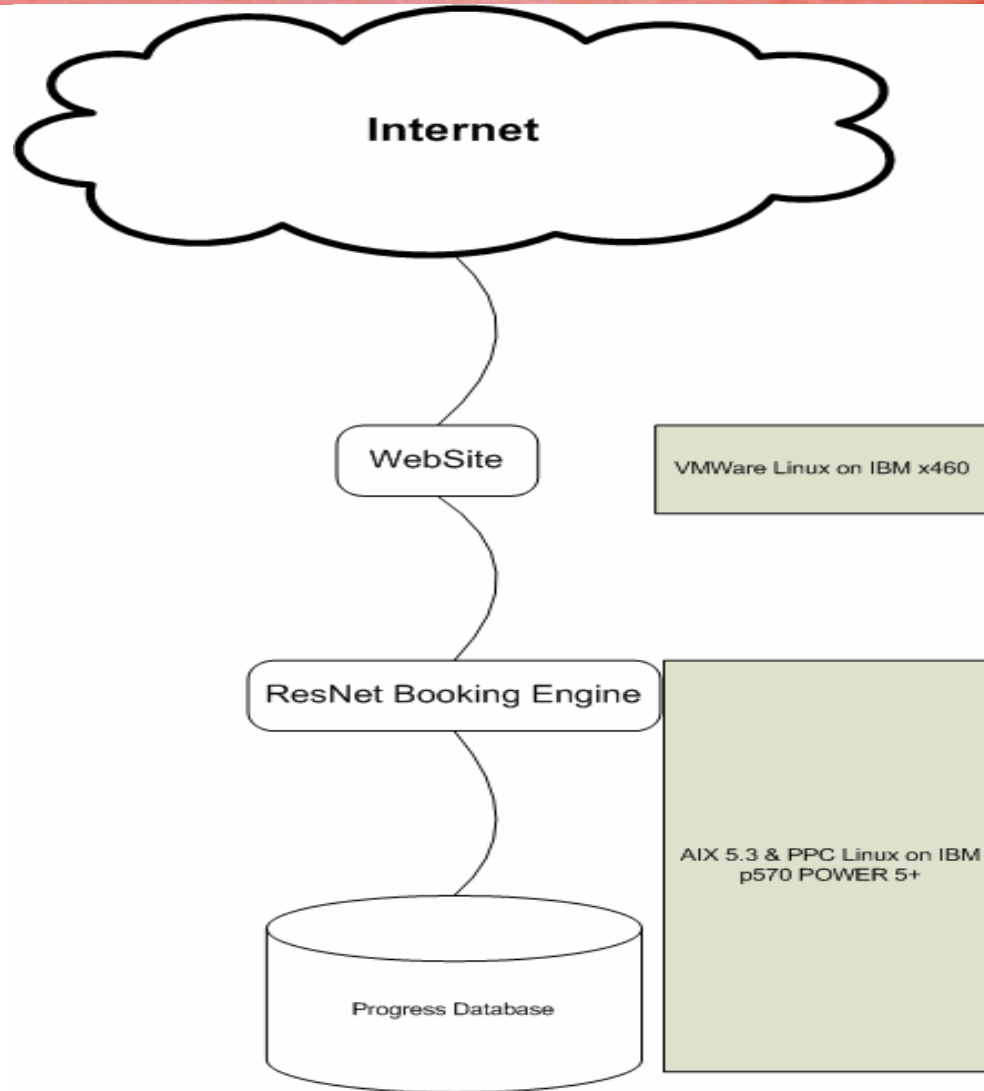 Internet
WebSite
VMWare Linux on IBM x460
ResNet Booking Engine
AIX 5.3 & PPC Linux on IBM
p570 POWER 5+
Progress Database